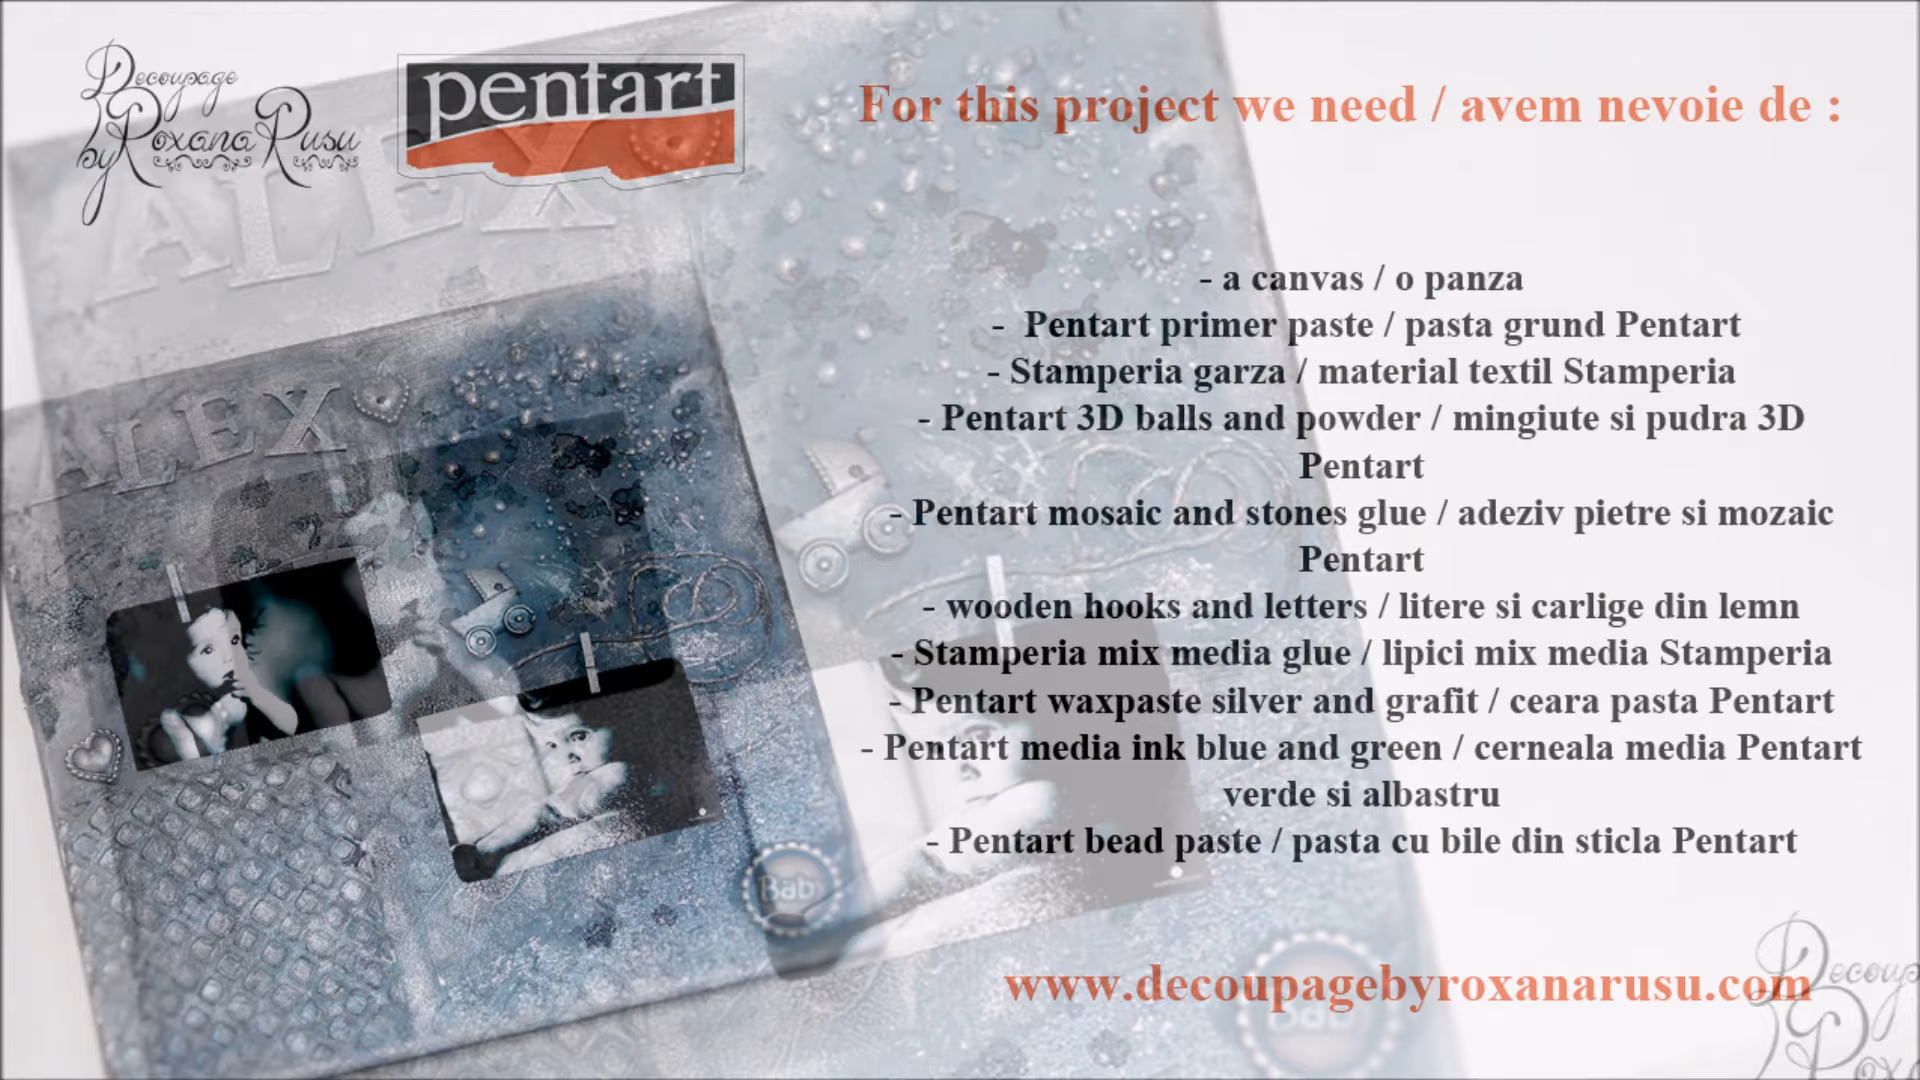 Decoupage
by Roxana Rusu
pentart
For this project we need / avem nevoie de :
ALEX
- a canvas / o panza
- Pentart primer paste / pasta grund Pentart
- Stamperia garza / material textil Stamperia
- Pentart 3D balls and powder / mingiute si pudra 3D
Pentart
ALEX
- Pentart mosaic and stones glue / adeziv pietre si mozaic
Pentart
- wooden hooks and letters / litere si carlige din lemn
- Stamperia mix media glue / lipici mix media Stamperia
- Pentart waxpaste silver and grafit / ceara pasta Pentart
- Pentart media ink blue and green / cerneala media Pentart
verde si albastru
- Pentart bead paste / pasta cu bile din sticla Pentart
Bab
www.decoupagebyroxanarusu.com
Bab
Decoup
Rox